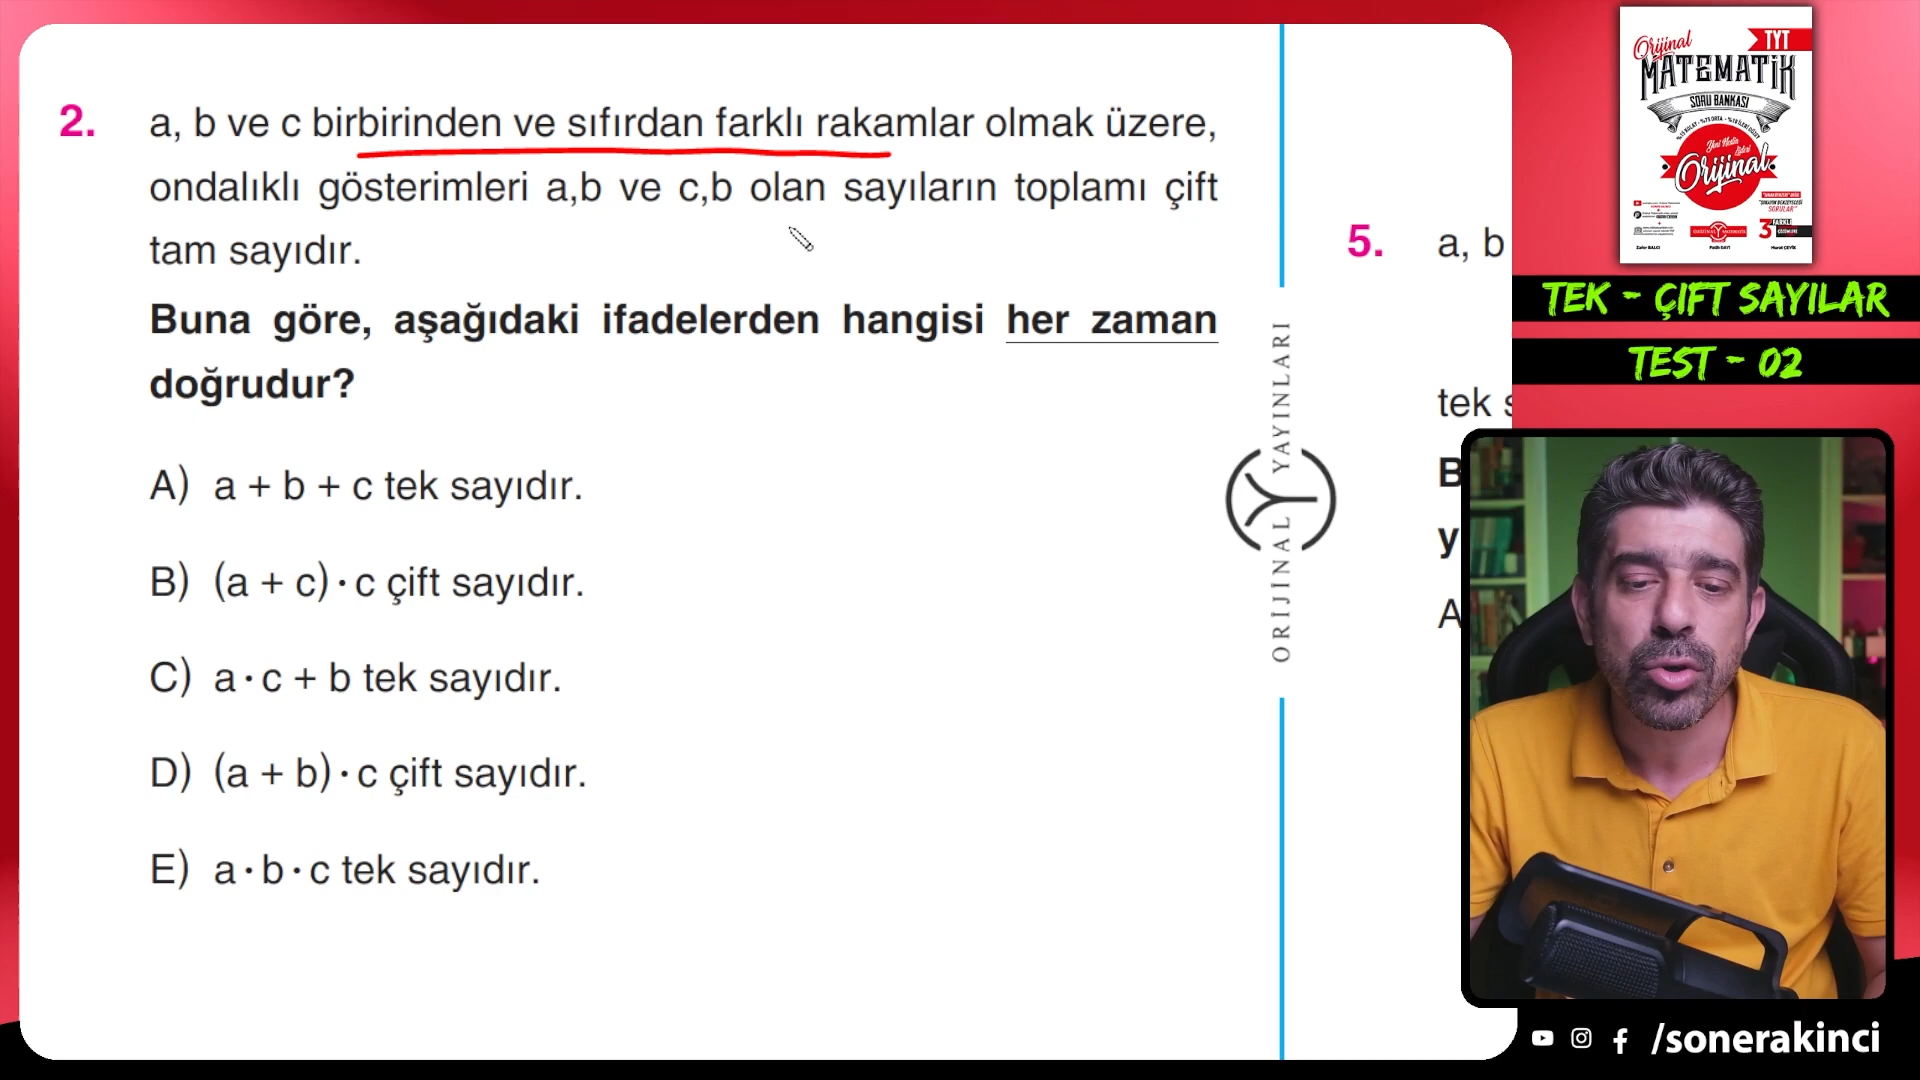 2. a, b ve c birbirinden ve sıfırdan farklı rakamlar olmak üzere,
ondalıklı gösterimleri a,b ve c,b olan sayıların toplamı çift
tam sayıdır.
Buna göre, aşağıdaki ifadelerden hangisi her zaman
doğrudur?
A) a + b + c tek sayıdır.
B) (a + c) · c çift sayıdır.
C) a · c + b tek sayıdır.
D) (a + b) · c çift sayıdır.
E) a · b · c tek sayıdır.
ORİJİNAL YAYINLARI
5. a, b
tek
B
y
A
Orijinal
TYT
MATEMATİK
SORU BANKASI
Orijinal
TEK - ÇIFT SAYILAR
TEST - 02
/sonerakinci